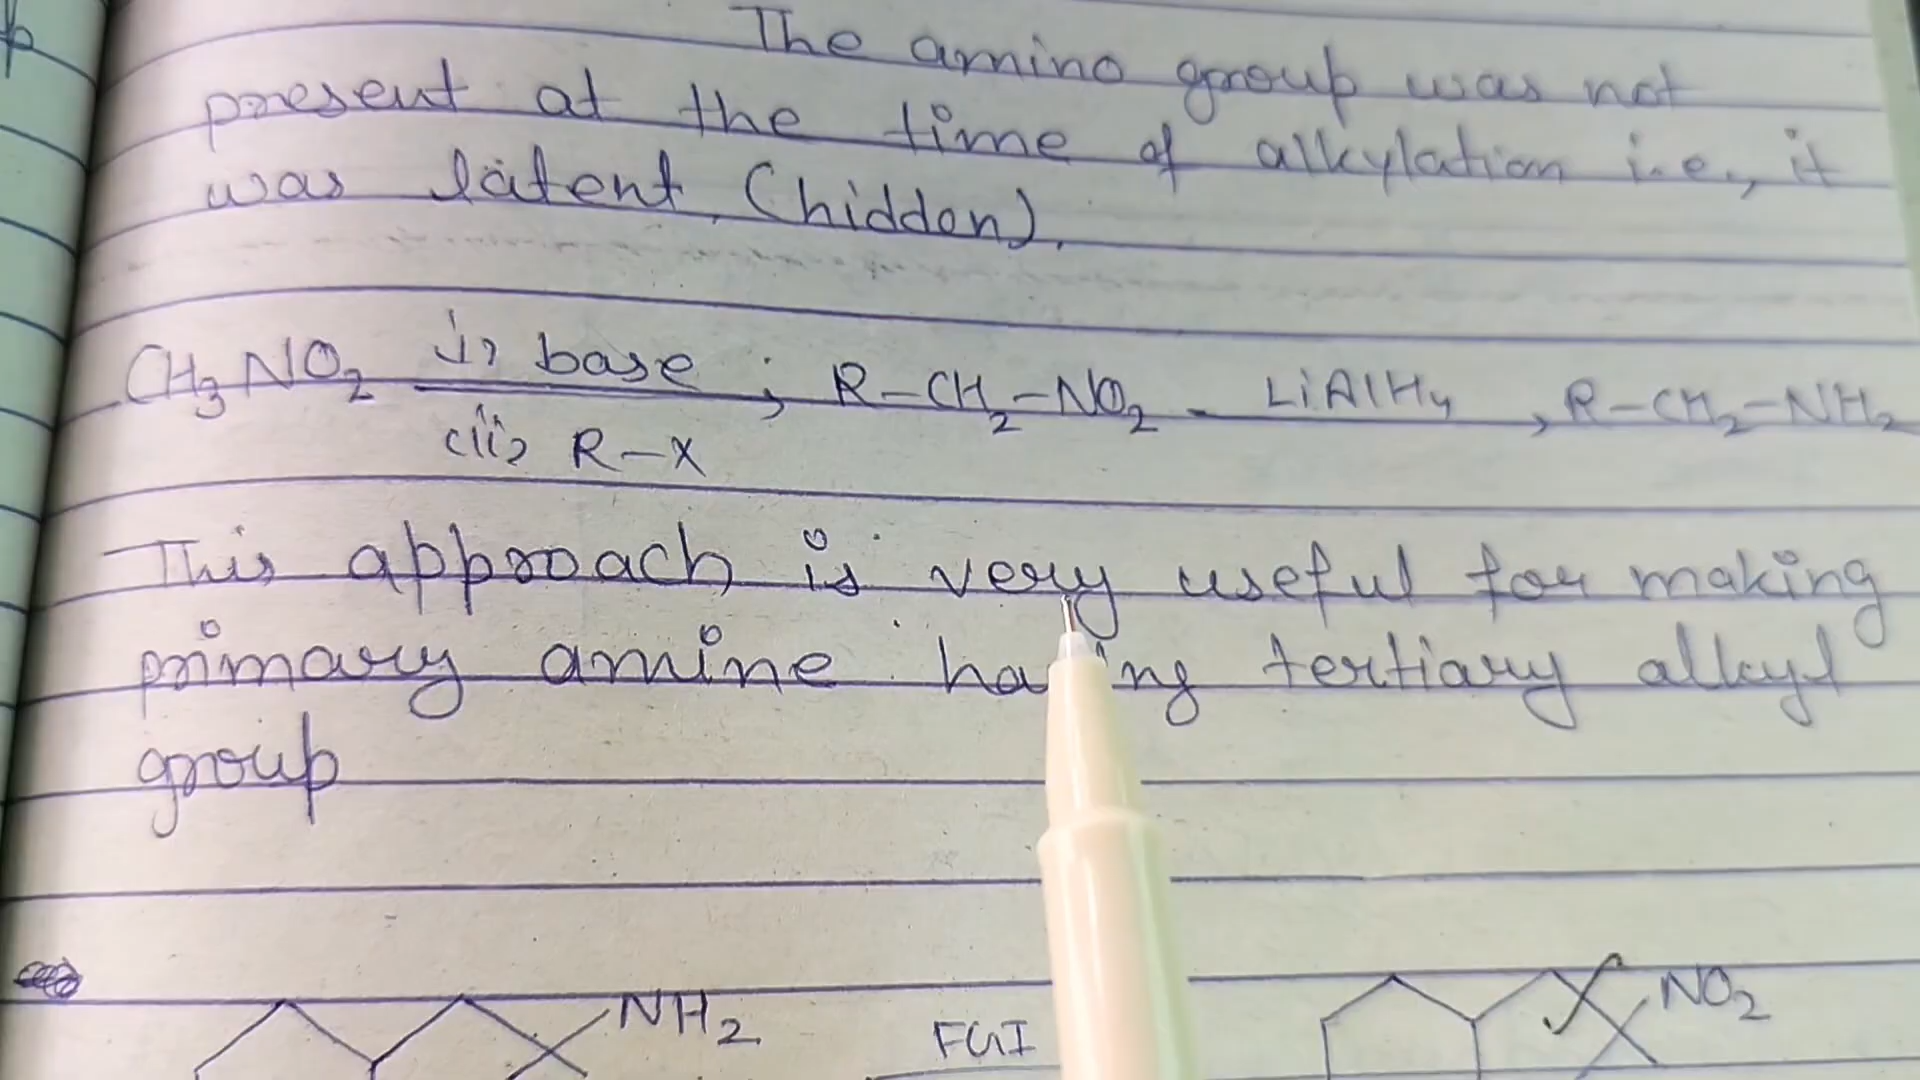 The amino group was not
present at the time of alkylation i.e., it
was latent (hidden).
CH3NO2 (i) base (ii) R-X → R-CH2-NO2 LiAlH4 → R-CH2-NH2
This approach is very useful for making
primary amine having tertiary alkyl
group
NH2 FGI NO2